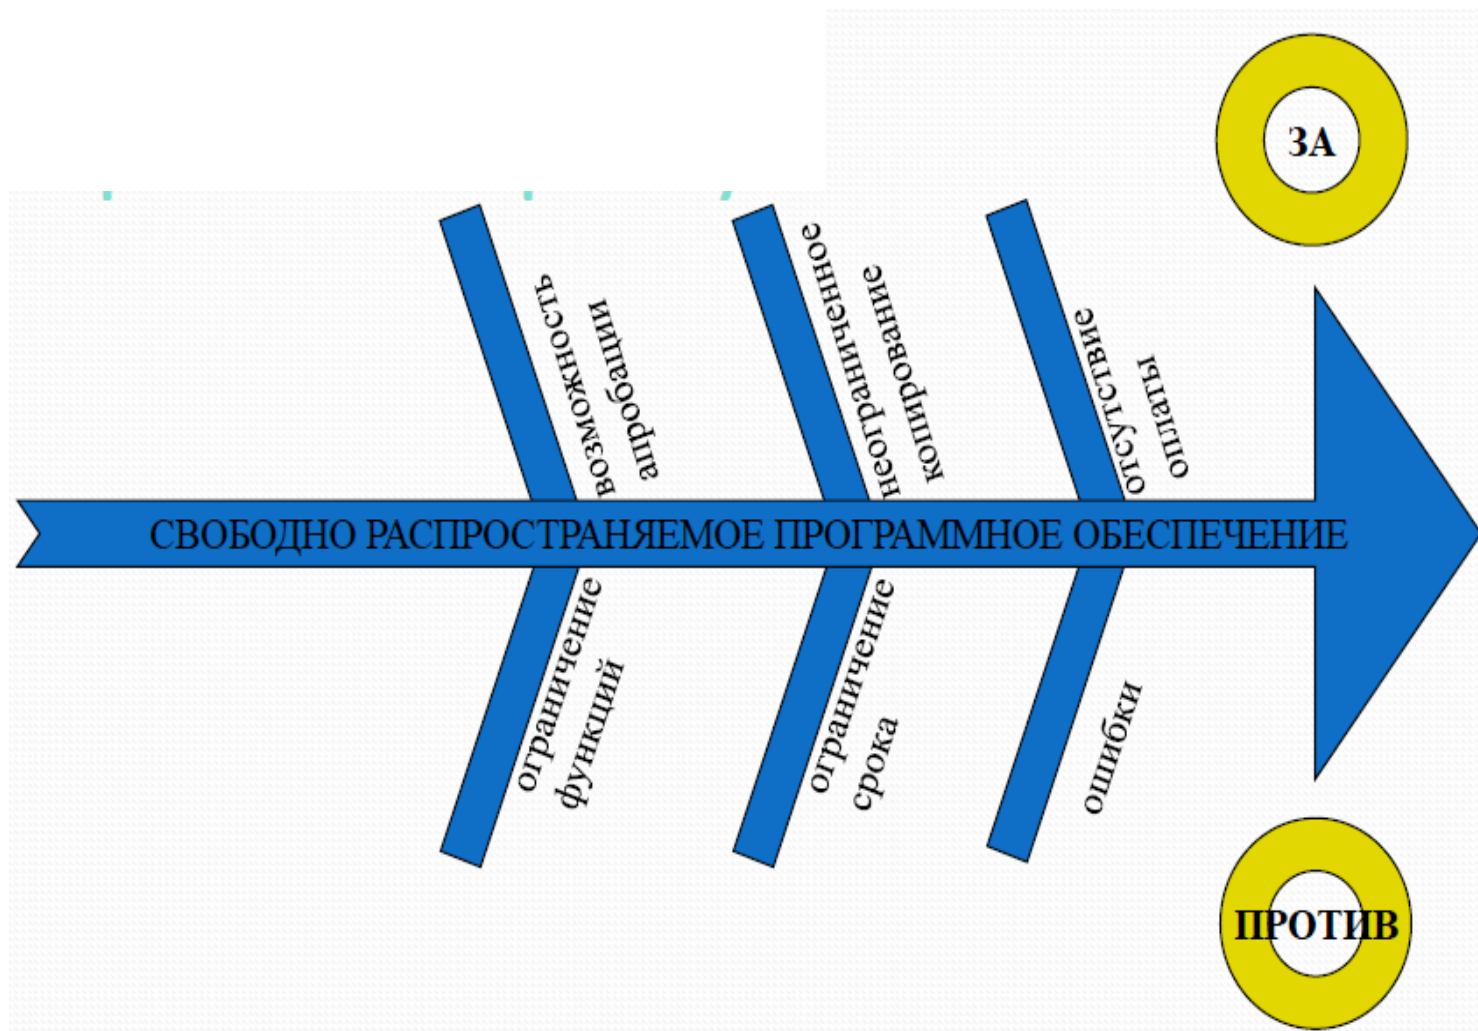 ЗА
возможность
апробации
неограниченное
копирование
отсутствие
оплаты
СВОБОДНО РАСПРОСТРАНЯЕМОЕ ПРОГРАММНОЕ ОБЕСПЕЧЕНИЕ
ограничение
функций
ограничение
срока
ошибки
ПРОТИВ